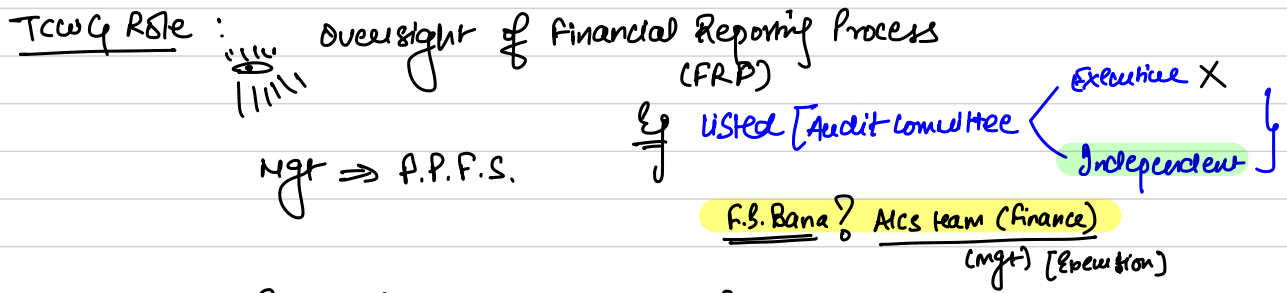 TCWG Role : Oversight of Financial Reporting Process
(FRP)
Executive X
Eg Listed [Audit Committee
Independent
Mgt ⇒ P.P.F.S.
F.S. Bana? A/cs team (Finance)
(mgt) [Execution]